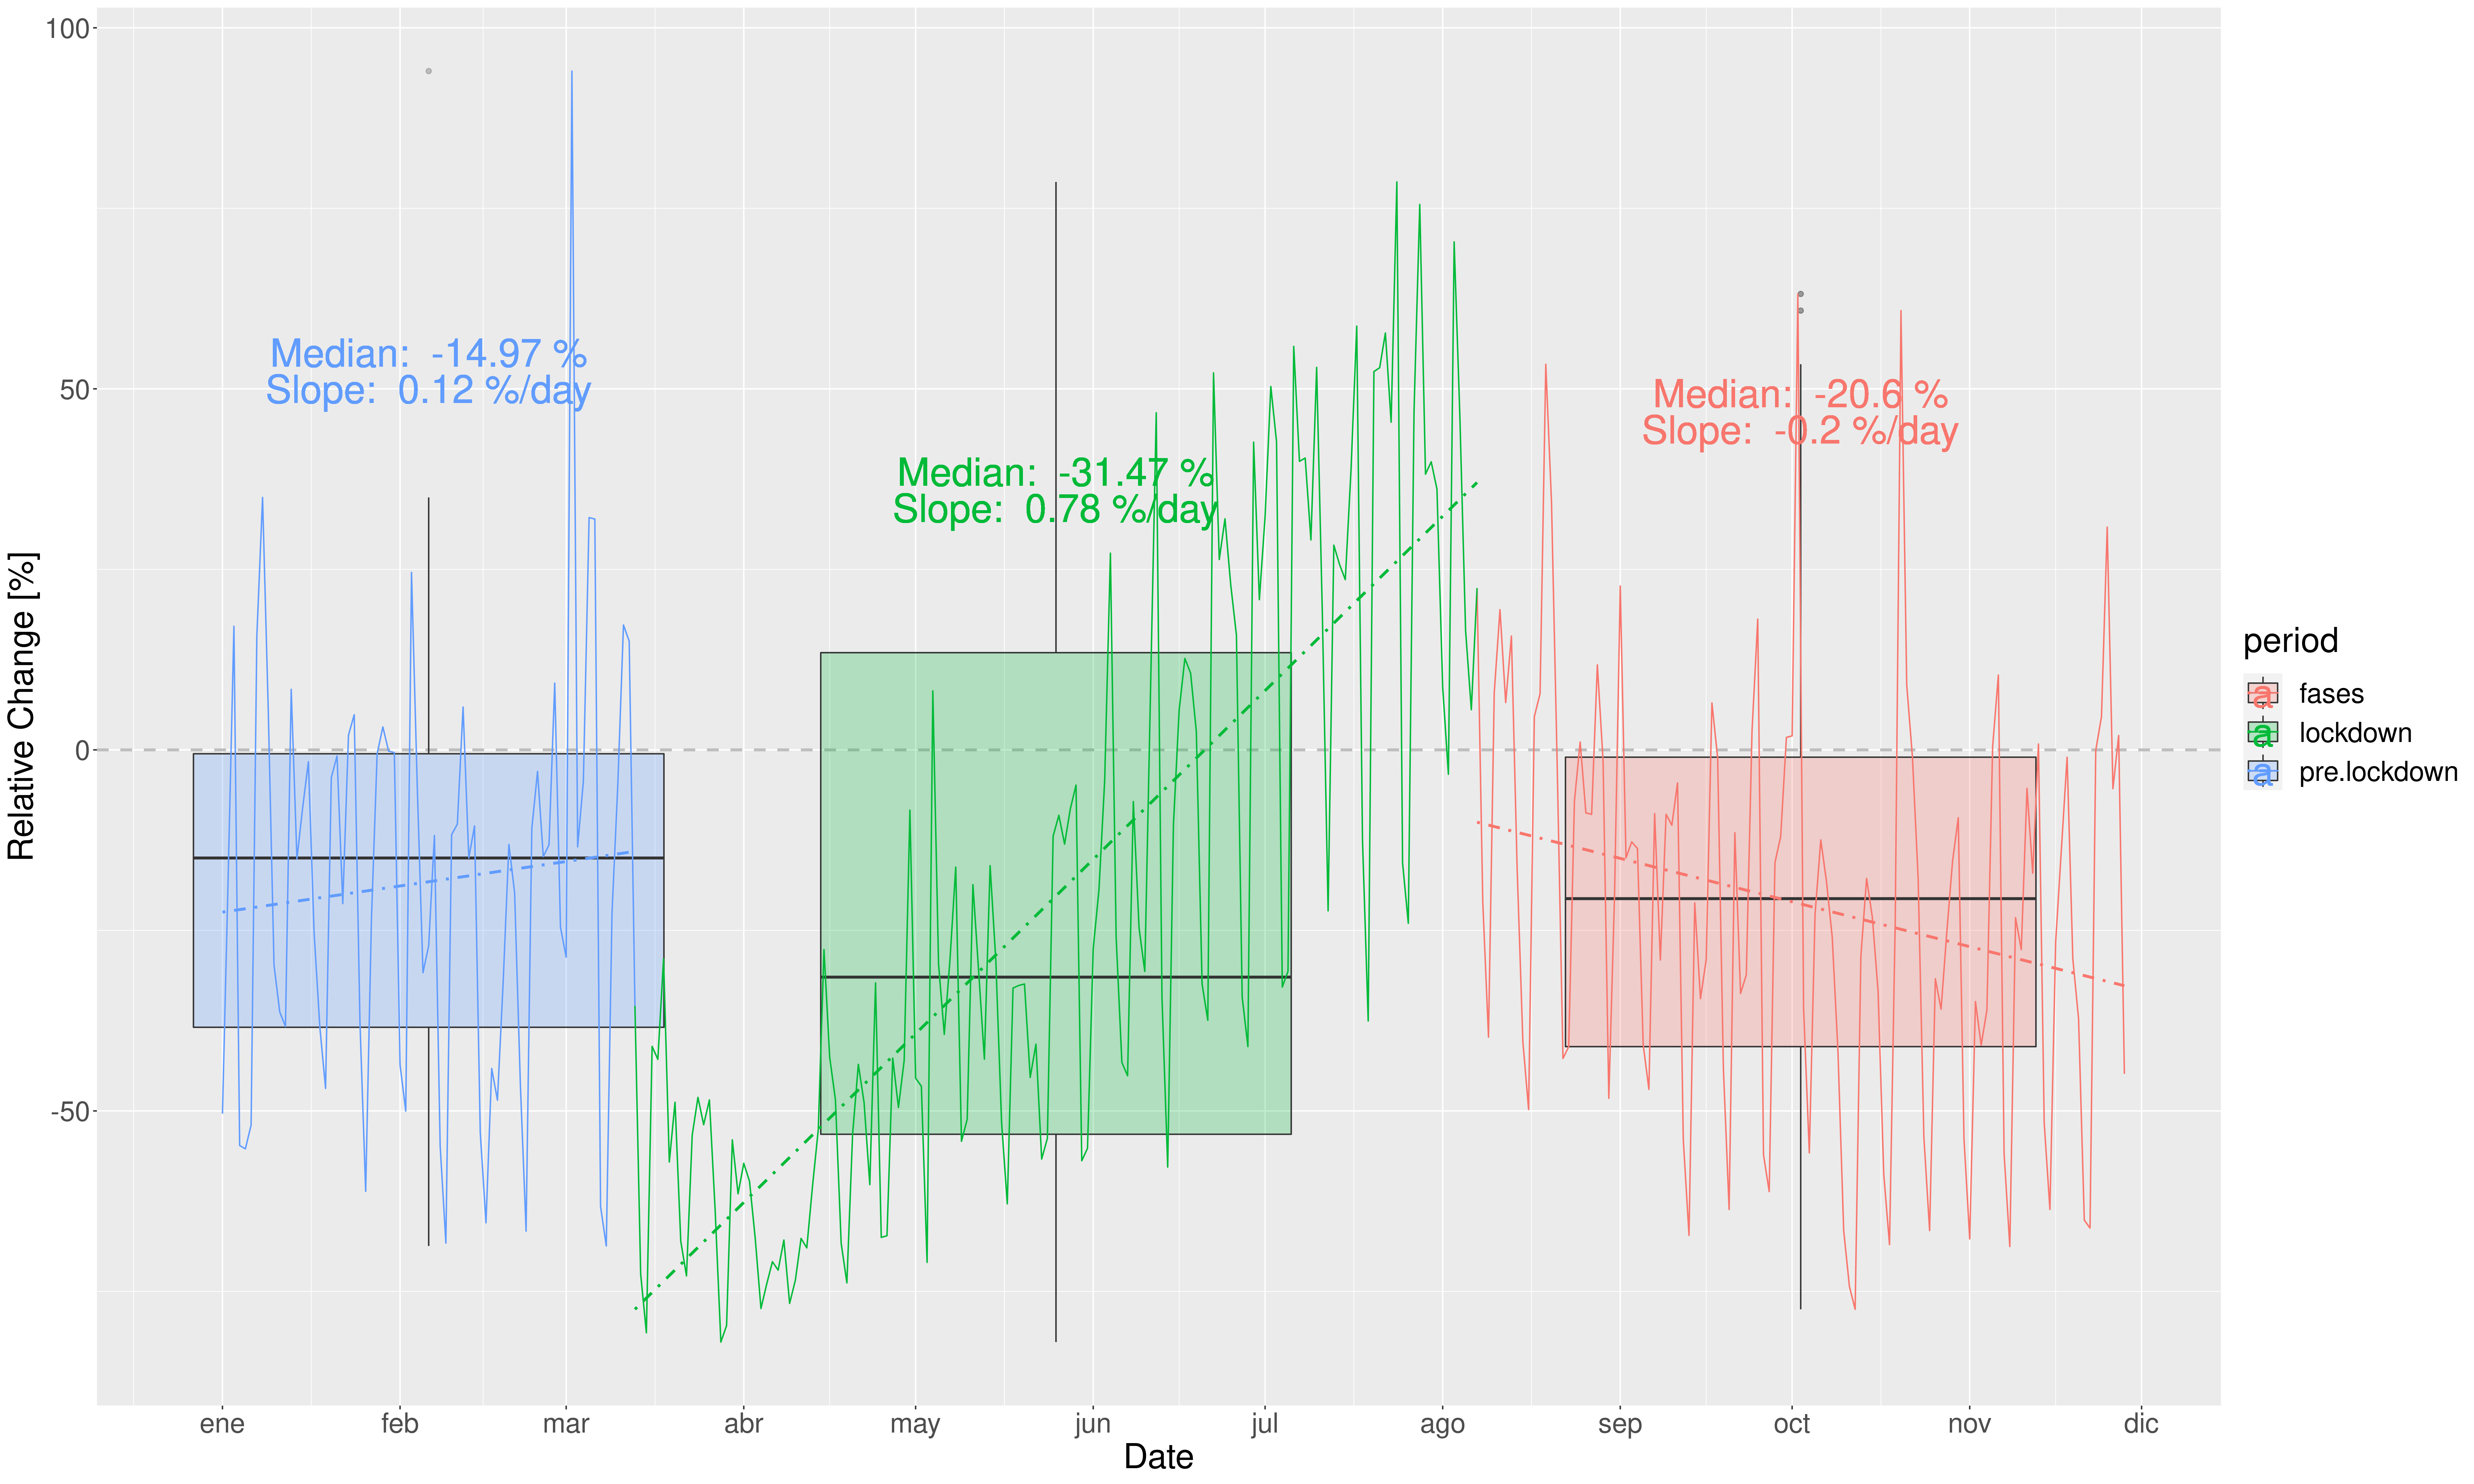 100
50
0
-50
Relative Change [%]
Median: -14.97 %
Slope: 0.12 %/day
Median: -31.47 %
Slope: 0.78 %/day
Median: -20.6 %
Slope: -0.2 %/day
ene feb mar abr may jun jul ago sep oct nov dic
Date
period
a fases
a lockdown
a pre.lockdown